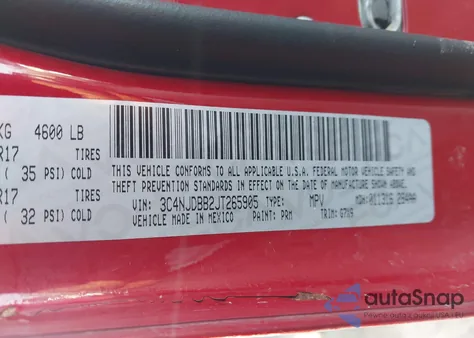 KG 4600 LB
R17 TIRES
( 35 PSI) COLD
R17 TIRES
( 32 PSI) COLD
THIS VEHICLE CONFORMS TO ALL APPLICABLE FEDERAL MOTOR VEHICLE SAFETY AND
THEFT PREVENTION STANDARDS IN EFFECT ON THE DATE OF MANUFACTURE SHOWN ABOVE.
VIN: 3C4NJDBB2JT265905 TYPE: MPV
VEHICLE MADE IN MEXICO PAINT: PRM TRIM: G7X9
autoSnap